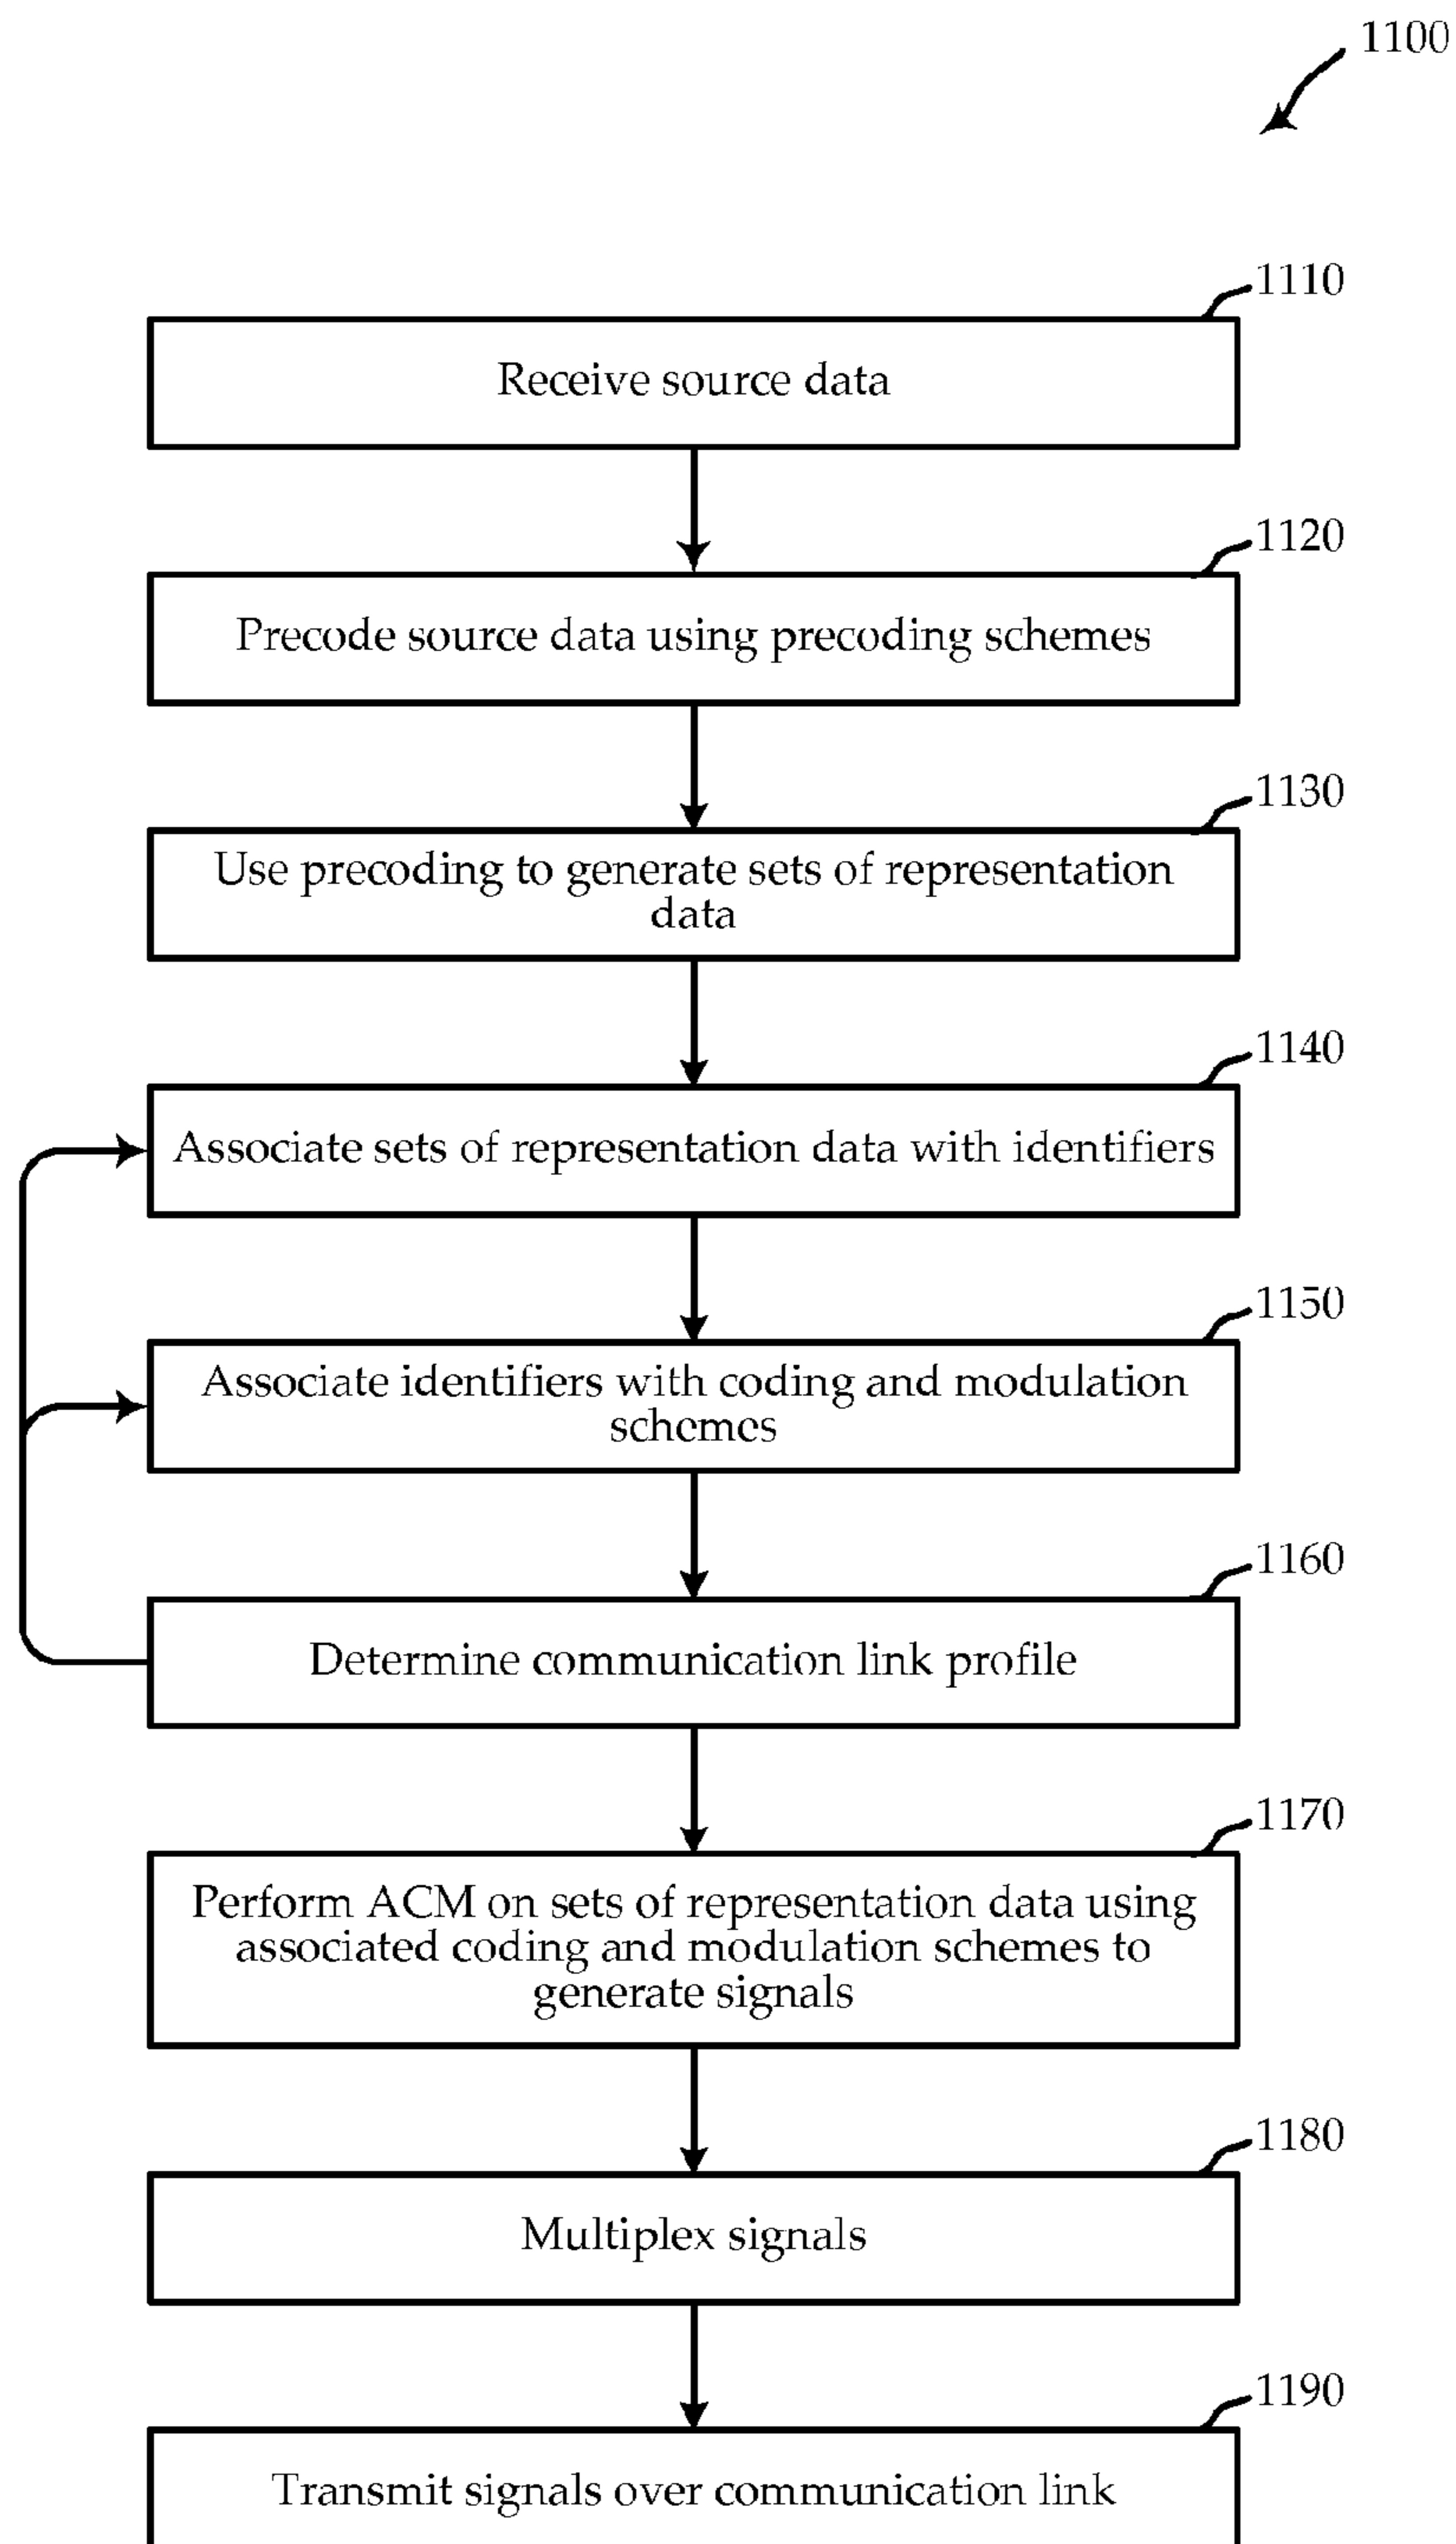 1100
1110
Receive source data
1120
Precode source data using precoding schemes
1130
Use precoding to generate sets of representation
data
1140
Associate sets of representation data with identifiers
1150
Associate identifiers with coding and modulation
schemes
1160
Determine communication link profile
1170
Perform ACM on sets of representation data using
associated coding and modulation schemes to
generate signals
1180
Multiplex signals
1190
Transmit signals over communication link